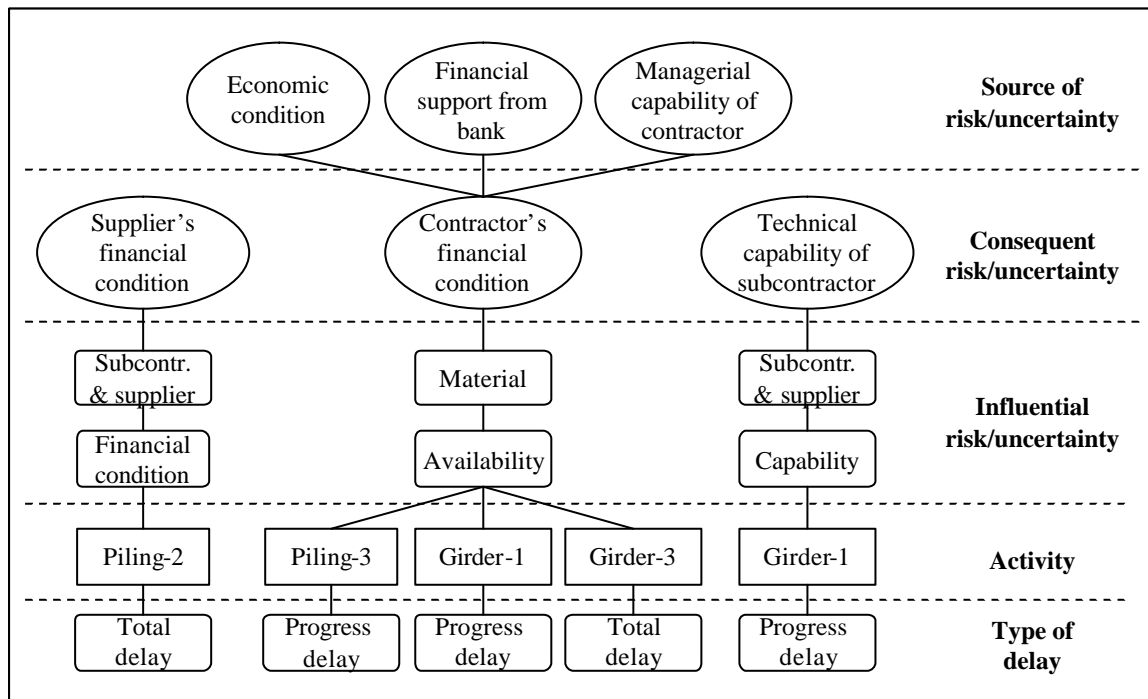 Economic
condition
Financial
support from
bank
Managerial
capability of
contractor
Source of
risk/uncertainty
Supplier’s
financial
condition
Contractor’s
financial
condition
Technical
capability of
subcontractor
Consequent
risk/uncertainty
Subcontr.
& supplier
Material
Subcontr.
& supplier
Financial
condition
Availability
Capability
Influential
risk/uncertainty
Piling-2
Piling-3
Girder-1
Girder-3
Girder-1
Activity
Total
delay
Progress
delay
Progress
delay
Total
delay
Progress
delay
Type of
delay